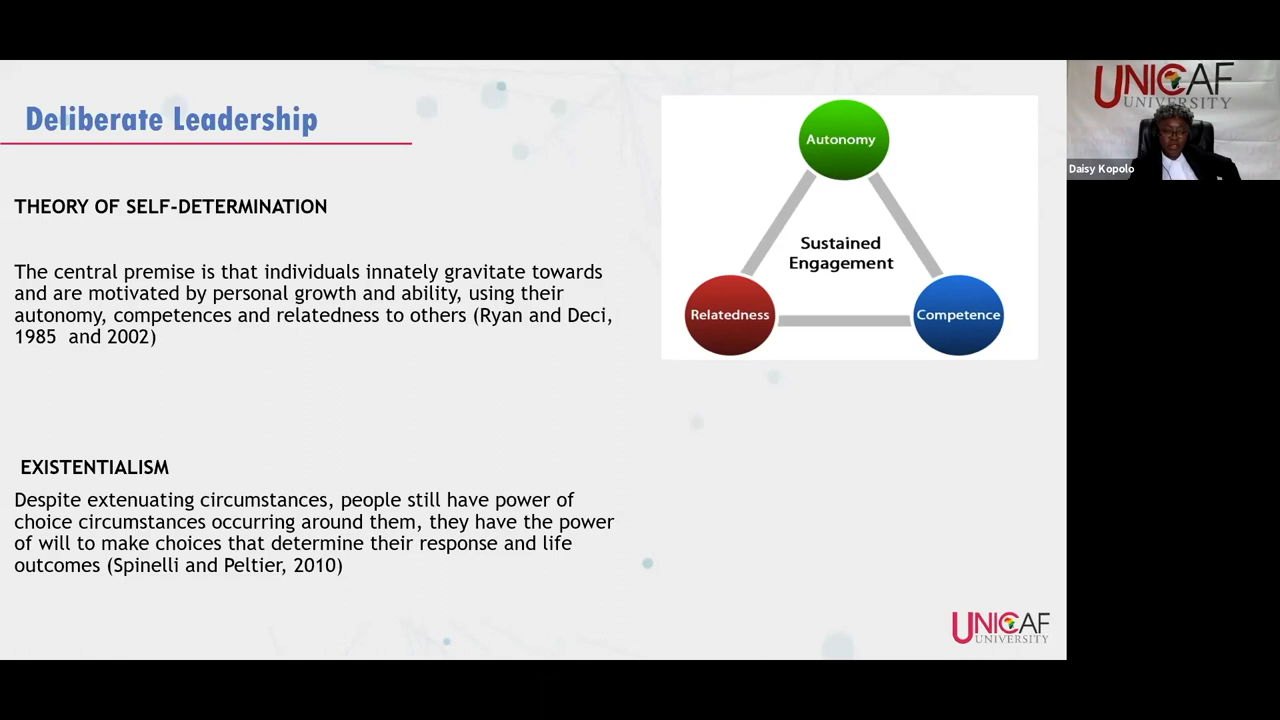 Deliberate Leadership
THEORY OF SELF-DETERMINATION
The central premise is that individuals innately gravitate towards
and are motivated by personal growth and ability, using their
autonomy, competences and relatedness to others (Ryan and Deci,
1985 and 2002)
EXISTENTIALISM
Despite extenuating circumstances, people still have power of
choice circumstances occurring around them, they have the power
of will to make choices that determine their response and life
outcomes (Spinelli and Peltier, 2010)
Autonomy
Sustained
Engagement
Relatedness
Competence
UNICAF
UNIVERSITY
UNICAF
UNIVERSITY
Daisy Kopolo